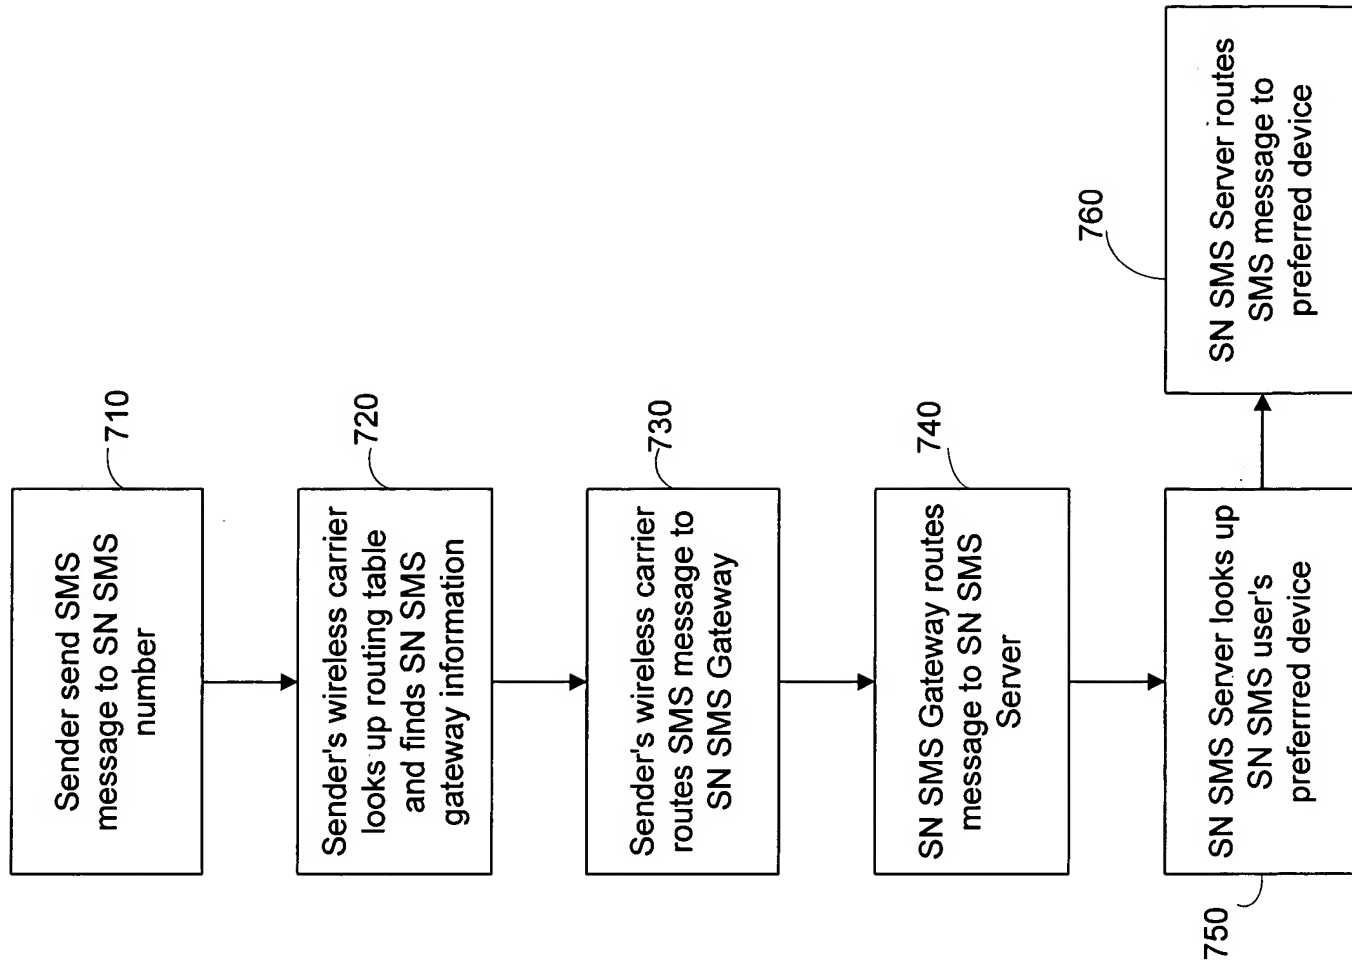 Sender send SMS
message to SN SMS
number
710
Sender's wireless carrier
looks up routing table
and finds SN SMS
gateway information
720
Sender's wireless carrier
routes SMS message to
SN SMS Gateway
730
SN SMS Gateway routes
message to SN SMS
Server
740
SN SMS Server looks up
SN SMS user's
preferrred device
750
SN SMS Server routes
SMS message to
preferred device
760